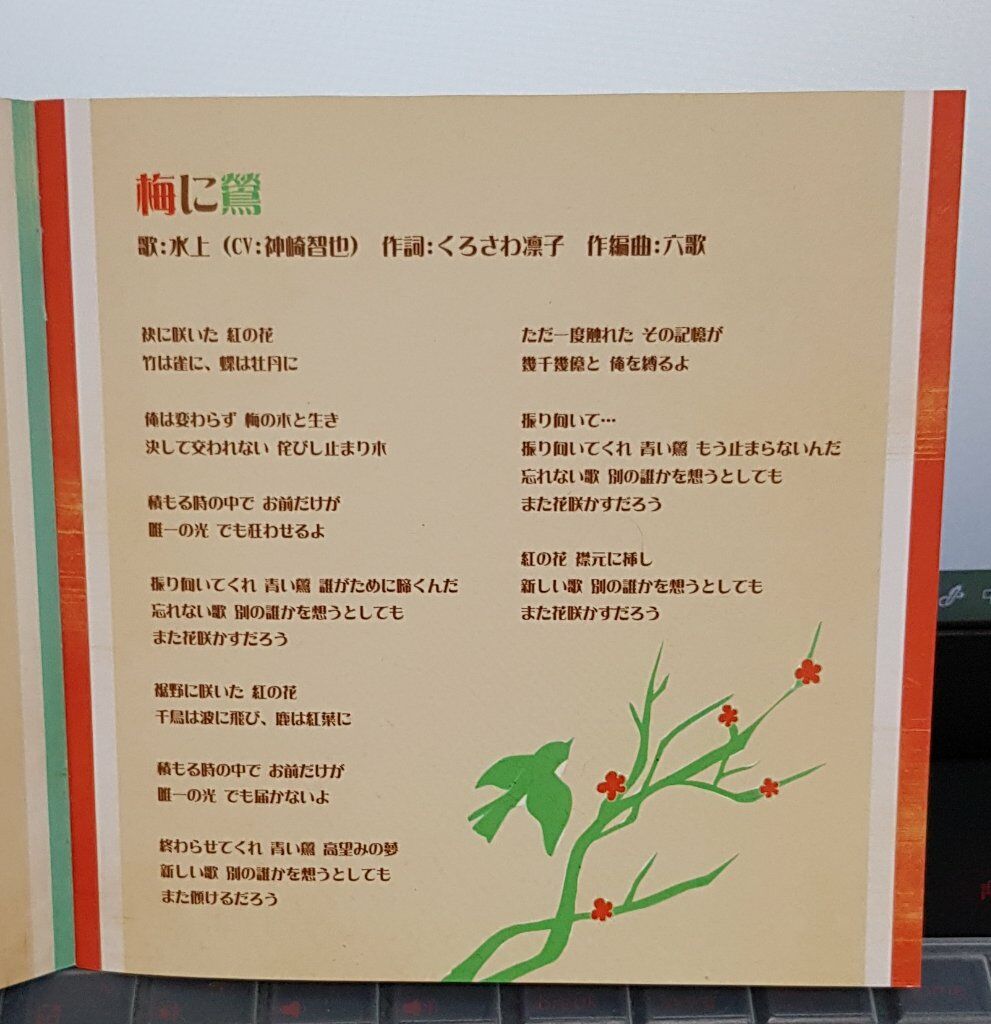 梅に鶯
歌:水上 (CV:神崎智也) 作詞:くろさわ凛子 作編曲:六歌
袂に咲いた 紅の花
竹は雀に、蝶は牡丹に
俺は変わらず 梅の木と生き
決して交われない 侘びし止まり木
積もる時の中で お前だけが
唯一の光 でも狂わせるよ
振り向いてくれ 青い鶯 誰がために啼くんだ
忘れない歌 別の誰かを想うとしても
また花咲かすだろう
裾野に咲いた 紅の花
千鳥は波に飛び、鹿は紅葉に
積もる時の中で お前だけが
唯一の光 でも届かないよ
終わらせてくれ 青い鶯 高望みの夢
新しい歌 別の誰かを想うとしても
また傾けるだろう
ただ一度触れた その記憶が
幾千幾億と 俺を縛るよ
振り向いて…
振り向いてくれ 青い鶯 もう止まらないんだ
忘れない歌 別の誰かを想うとしても
また花咲かすだろう
紅の花 襟元に挿し
新しい歌 別の誰かを想うとしても
また花咲かすだろう